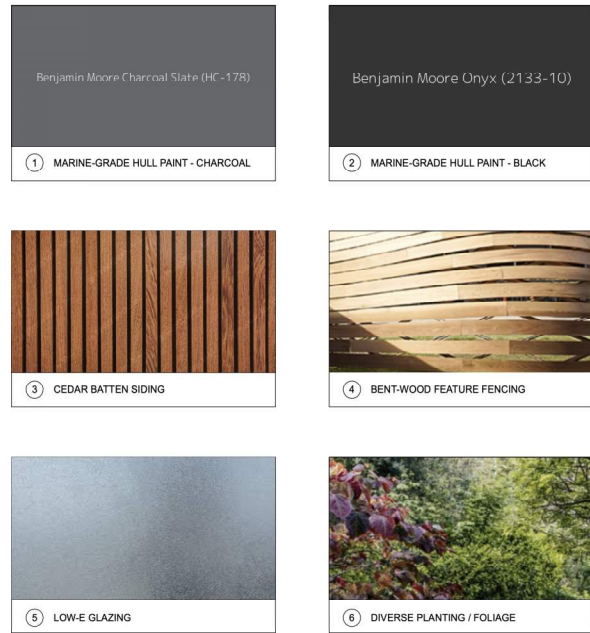 Benjamin Moore Charcoal Slate (HC-178)
Benjamin Moore Onyx (2133-10)
1 MARINE-GRADE HULL PAINT - CHARCOAL
2 MARINE-GRADE HULL PAINT - BLACK
3 CEDAR BATTEN SIDING
4 BENT-WOOD FEATURE FENCING
5 LOW-E GLAZING
6 DIVERSE PLANTING / FOLIAGE